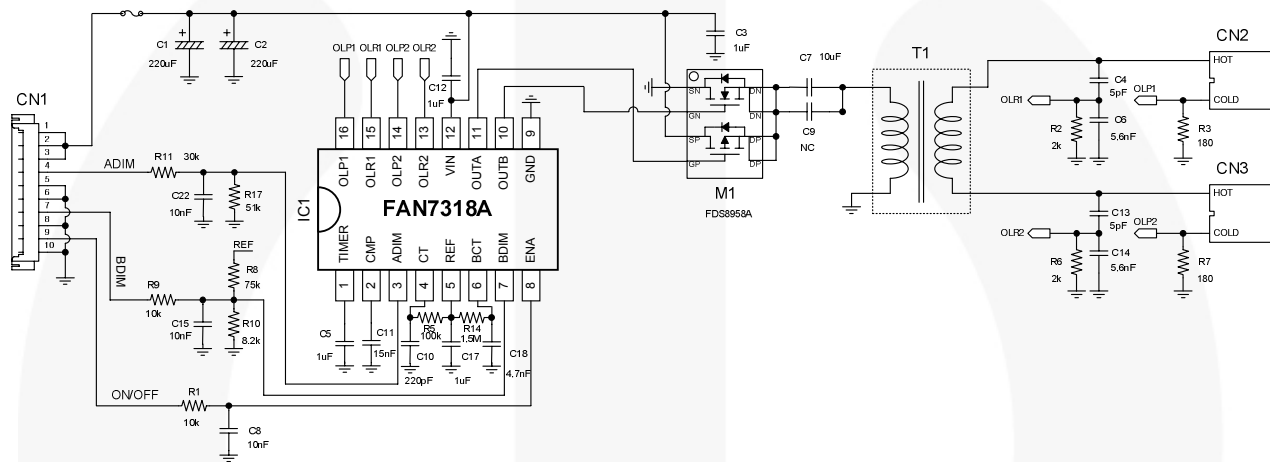 C1
220uF
C2
220uF
OLP1 OLR1 OLP2 OLR2
C12
1uF
C3
1uF
C7 10uF
C9
NC
T1
CN2
HOT
COLD
C4
5pF
OLR1
OLP1
C6
5,6nF
R2
2k
R3
180
CN3
HOT
COLD
C13
5pF
OLR2
OLP2
C14
5,6nF
R6
2k
R7
180
SN
GN
SP
GP
DN
DN
DP
DP
M1
FDS8958A
CN1
1
2
3
4
5
6
7
8
9
10
ADIM
R11 30k
C22
10nF
R17
51k
BDIM
REF
R8
75k
R9
10k
C15
10nF
R10
8.2k
ON/OFF
R1
10k
C8
10nF
16 15 14 13 12 11 10 9
OLP1 OLR1 OLP2 OLR2 VIN OUTA OUTB GND
IC1
FAN7318A
TIMER CMP ADIM CT REF BCT BDIM ENA
1 2 3 4 5 6 7 8
C5
1uF
C11
15nF
R5
100k
C10
220pF
R14
1,5M
C17
1uF
C18
4.7nF